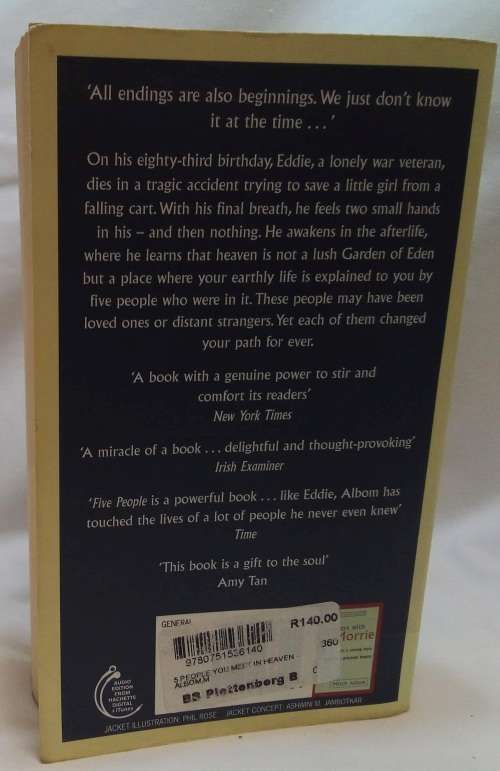 ‘All endings are also beginnings. We just don’t know
it at the time ...’
On his eighty-third birthday, Eddie, a lonely war veteran,
dies in a tragic accident trying to save a little girl from a
falling cart. With his final breath, he feels two small hands
in his – and then nothing. He awakens in the afterlife,
where he learns that heaven is not a lush Garden of Eden
but a place where your earthly life is explained to you by
five people who were in it. These people may have been
loved ones or distant strangers. Yet each of them changed
your path for ever.
‘A book with a genuine power to stir and
comfort its readers’
New York Times
‘A miracle of a book ... delightful and thought-provoking’
Irish Examiner
‘Five People is a powerful book ... like Eddie, Albom has
touched the lives of a lot of people he never even knew’
Time
‘This book is a gift to the soul’
Amy Tan
GENERAL
R140.00
9780751536140
5 PEOPLE YOU MEET IN HEAVEN
ALBOM M
BS Plettenberg B
360
with
Morrie
Mitch Albom
AUDIO
EDITION
FROM
HACHETTE
DIGITAL
iTunes
JACKET ILLUSTRATION: PHIL ROSE JACKET CONCEPT: ASHWINI M. JAMBOTKAR